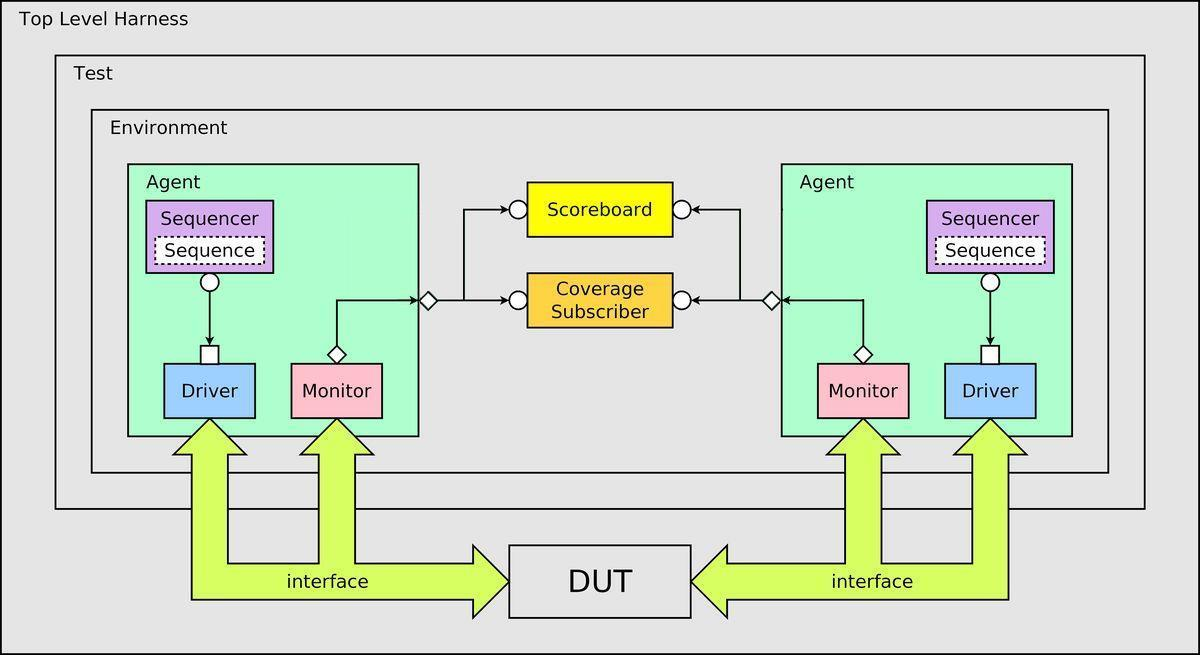 Top Level Harness
Test
Environment
Agent
Sequencer
Sequence
Driver
Monitor
Scoreboard
Coverage
Subscriber
Agent
Sequencer
Sequence
Monitor
Driver
interface
DUT
interface